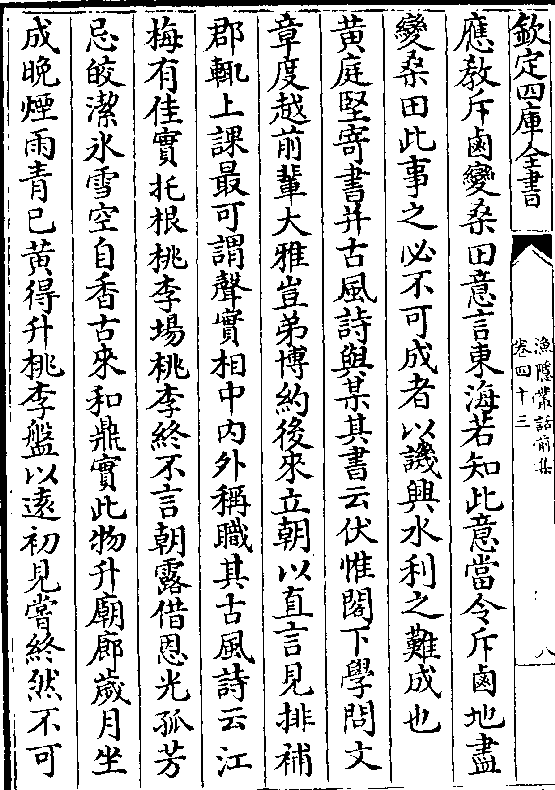 欽定四庫全書
漁隱叢話前集
卷四十三
八
應教斥鹵變桑田意言東海若知此意當令斥鹵地盡
變桑田此事之必不可成者以譏興水利之難成也
黃庭堅寄書并古風詩與某其書云伏惟閣下學問文
章度越前輩大雅豈弟博約後來立朝以直言見排補
郡輒上課最可謂聲實相中內外稱職其古風詩云江
梅有佳實托根桃李場桃李終不言朝露借恩光孤芳
忌皎潔冰雪空自香古來和鼎實此物升廟廊歲月坐
成晚煙雨青已黃得升桃李盤以逺初見嘗終然不可